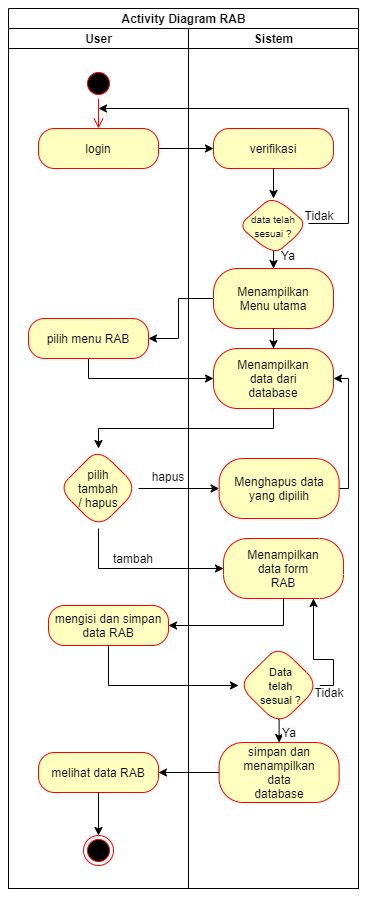 Activity Diagram RAB
User
Sistem
login
verifikasi
data telah
sesuai ?
Tidak
Ya
Menampilkan
Menu utama
pilih menu RAB
Menampilkan
data dari
database
pilih
tambah
/ hapus
hapus
Menghapus data
yang dipilih
tambah
Menampilkan
data form
RAB
mengisi dan simpan
data RAB
Data
telah
sesuai ?
Tidak
Ya
simpan dan
menampilkan
data
database
melihat data RAB